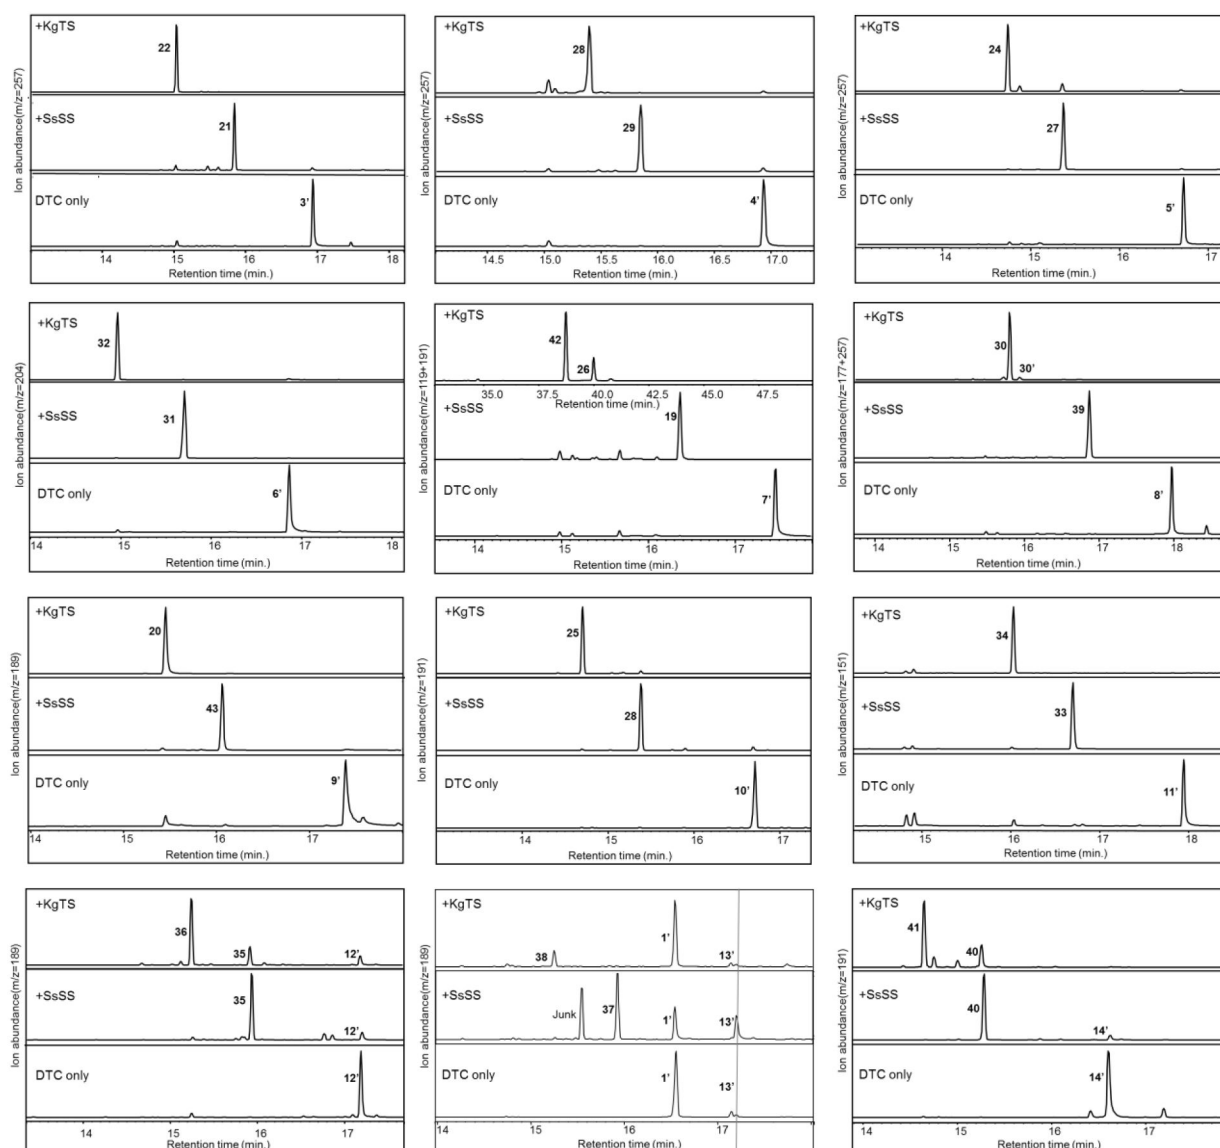 Ion abundance(m/z=257)
+KgTS
22
+SsSS
21
DTC only
3'
14 15 16 17 18
Retention time (min.)
Ion abundance(m/z=257)
+KgTS
28
+SsSS
29
DTC only
4'
14.5 15.0 15.5 16.0 16.5 17.0
Retention time (min.)
Ion abundance(m/z=257)
+KgTS
24
+SsSS
27
DTC only
5'
14 15 16 17
Retention time (min.)
Ion abundance(m/z=204)
+KgTS
32
+SsSS
31
DTC only
6'
14 15 16 17 18
Retention time (min.)
Ion abundance(m/z=119+191)
+KgTS
42
26
35.0 37.5 40.0 42.5 45.0 47.5
Retention time (min.)
+SsSS
19
DTC only
7'
14 15 16 17
Retention time (min.)
Ion abundance(m/z=177+257)
+KgTS
30
30'
+SsSS
39
DTC only
8'
14 15 16 17 18
Retention time (min.)
Ion abundance(m/z=189)
+KgTS
20
+SsSS
43
DTC only
9'
14 15 16 17
Retention time (min.)
Ion abundance(m/z=191)
+KgTS
25
+SsSS
28
DTC only
10'
14 15 16 17
Retention time (min.)
Ion abundance(m/z=151)
+KgTS
34
+SsSS
33
DTC only
11'
15 16 17 18
Retention time (min.)
Ion abundance(m/z=189)
+KgTS
36
35
12'
+SsSS
35
12'
DTC only
12'
14 15 16 17
Retention time (min.)
Ion abundance(m/z=189)
+KgTS
38
1'
13'
+SsSS
Junk
37
1'
13'
DTC only
1'
13'
15 16 17
Retention time (min.)
Ion abundance(m/z=191)
+KgTS
41
40
+SsSS
40
14'
DTC only
14'
15 16 17
Retention time (min.)